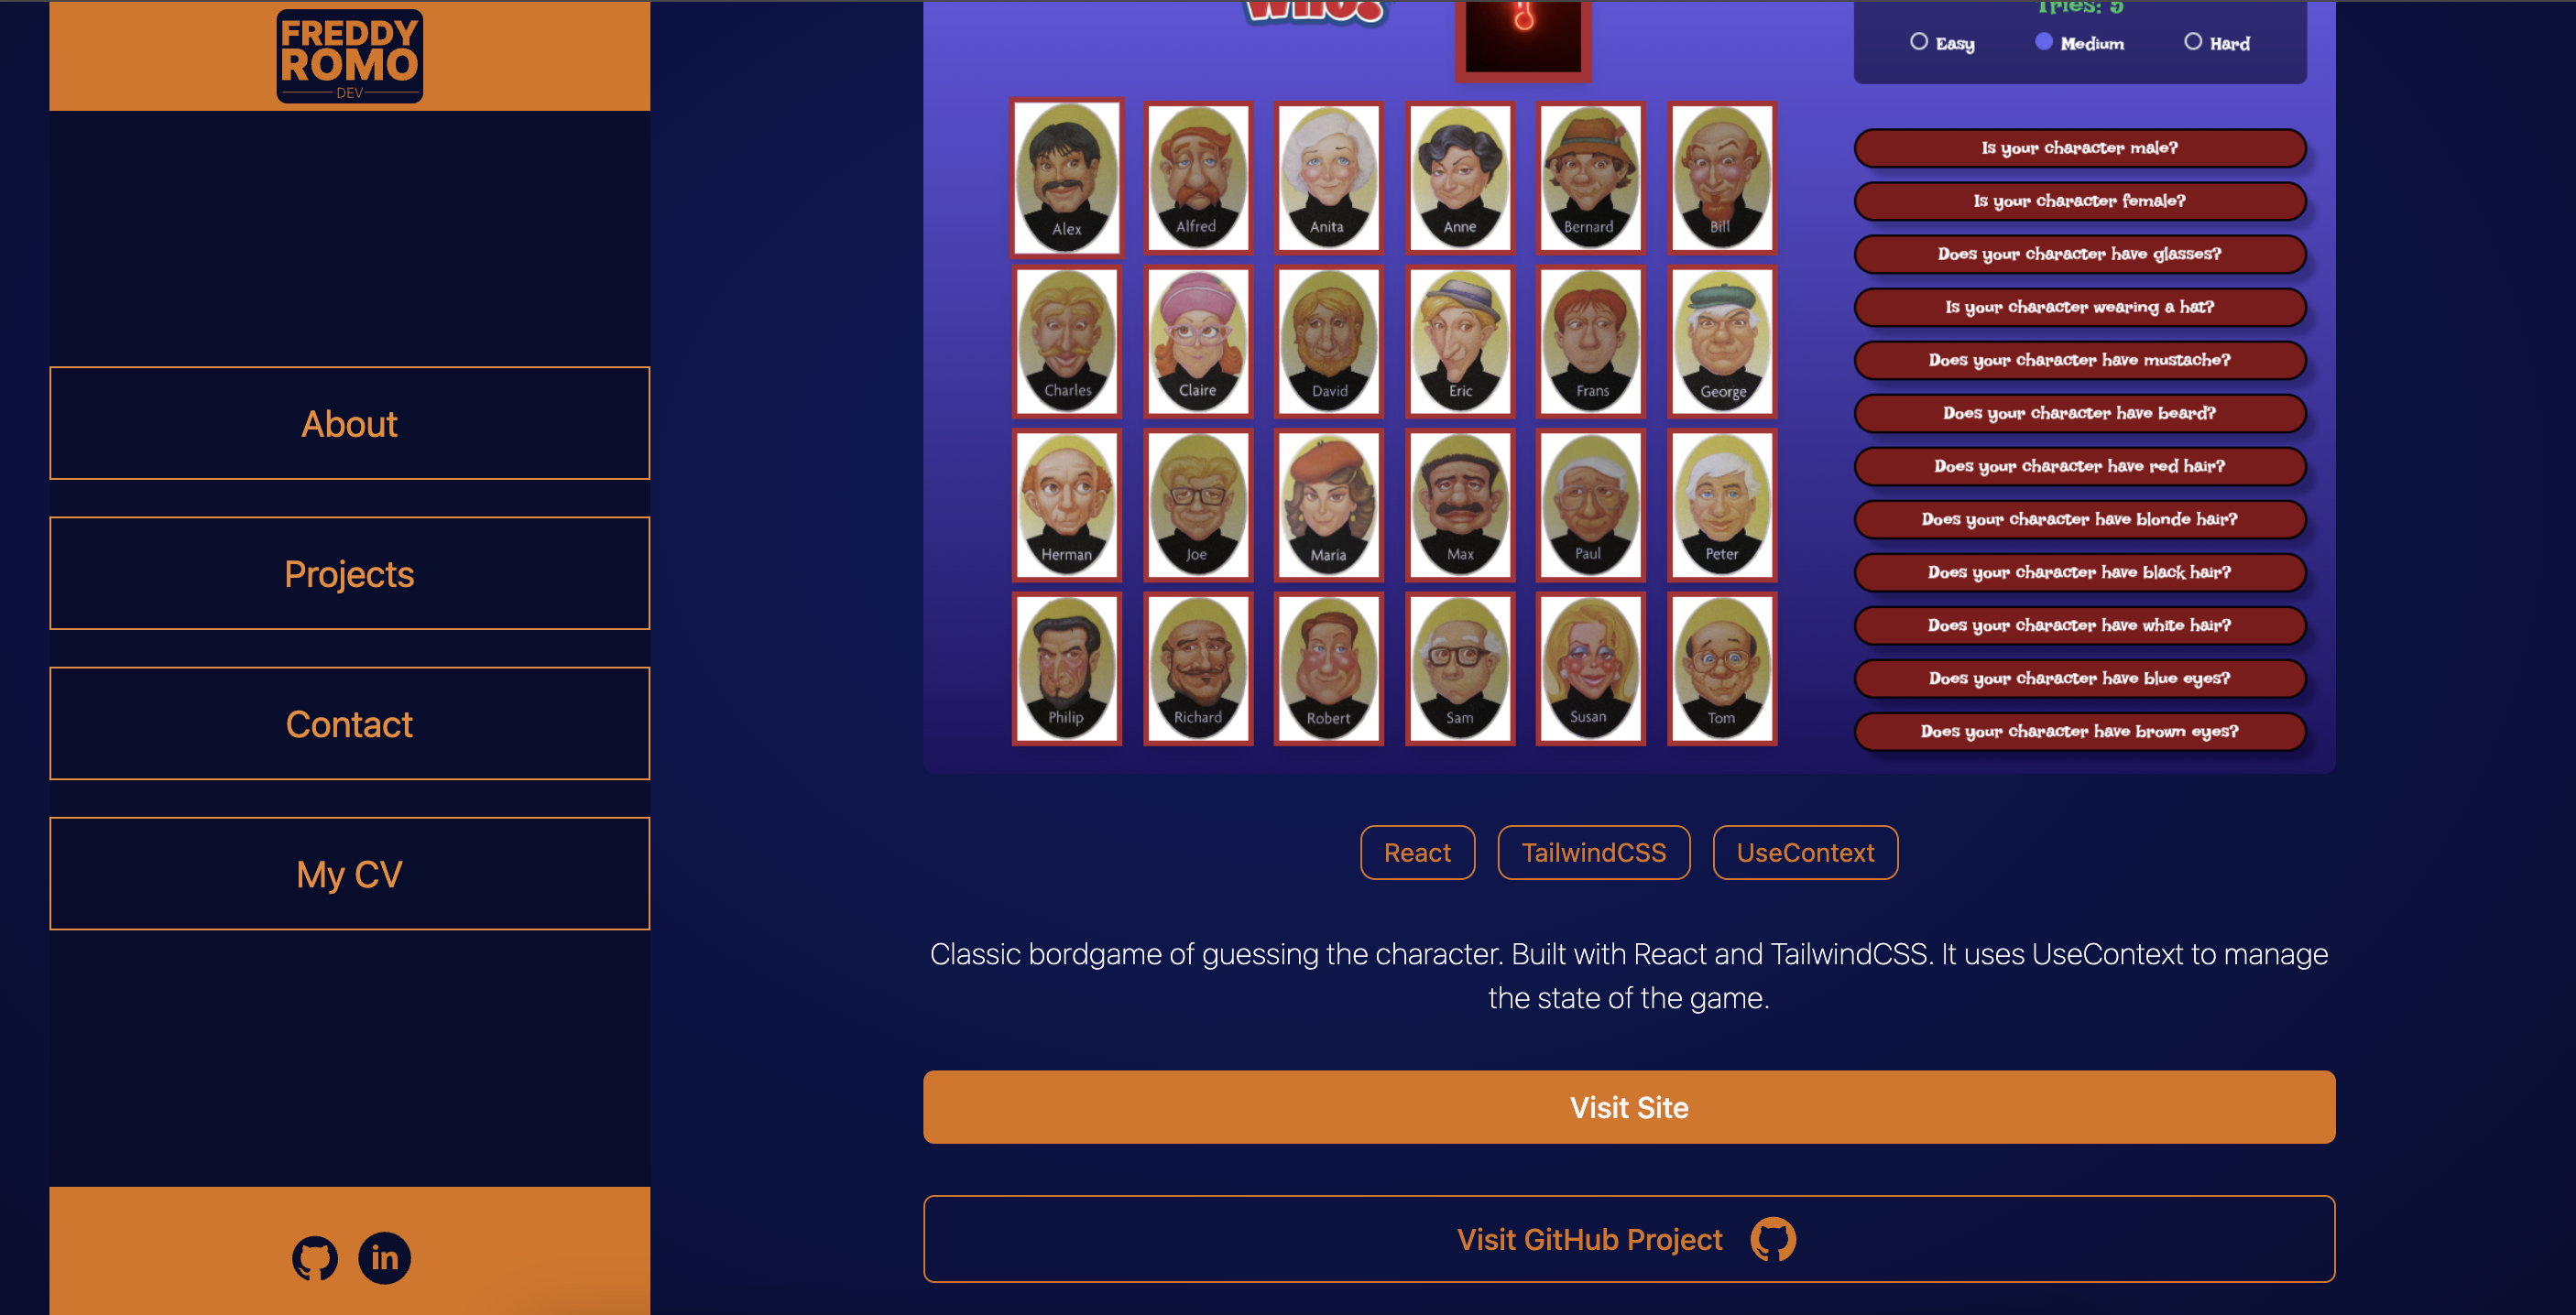 FREDDY
ROMO
DEV
About
Projects
Contact
My CV
in
Who?
Tries: 5
Easy Medium Hard
Alex Alfred Anita Anne Bernard Bill
Charles Claire David Eric Frans George
Herman Joe Maria Max Paul Peter
Philip Richard Robert Sam Susan Tom
Is your character male?
Is your character female?
Does your character have glasses?
Is your character wearing a hat?
Does your character have mustache?
Does your character have beard?
Does your character have red hair?
Does your character have blonde hair?
Does your character have black hair?
Does your character have white hair?
Does your character have blue eyes?
Does your character have brown eyes?
React TailwindCSS UseContext
Classic bordgame of guessing the character. Built with React and TailwindCSS. It uses UseContext to manage
the state of the game.
Visit Site
Visit GitHub Project